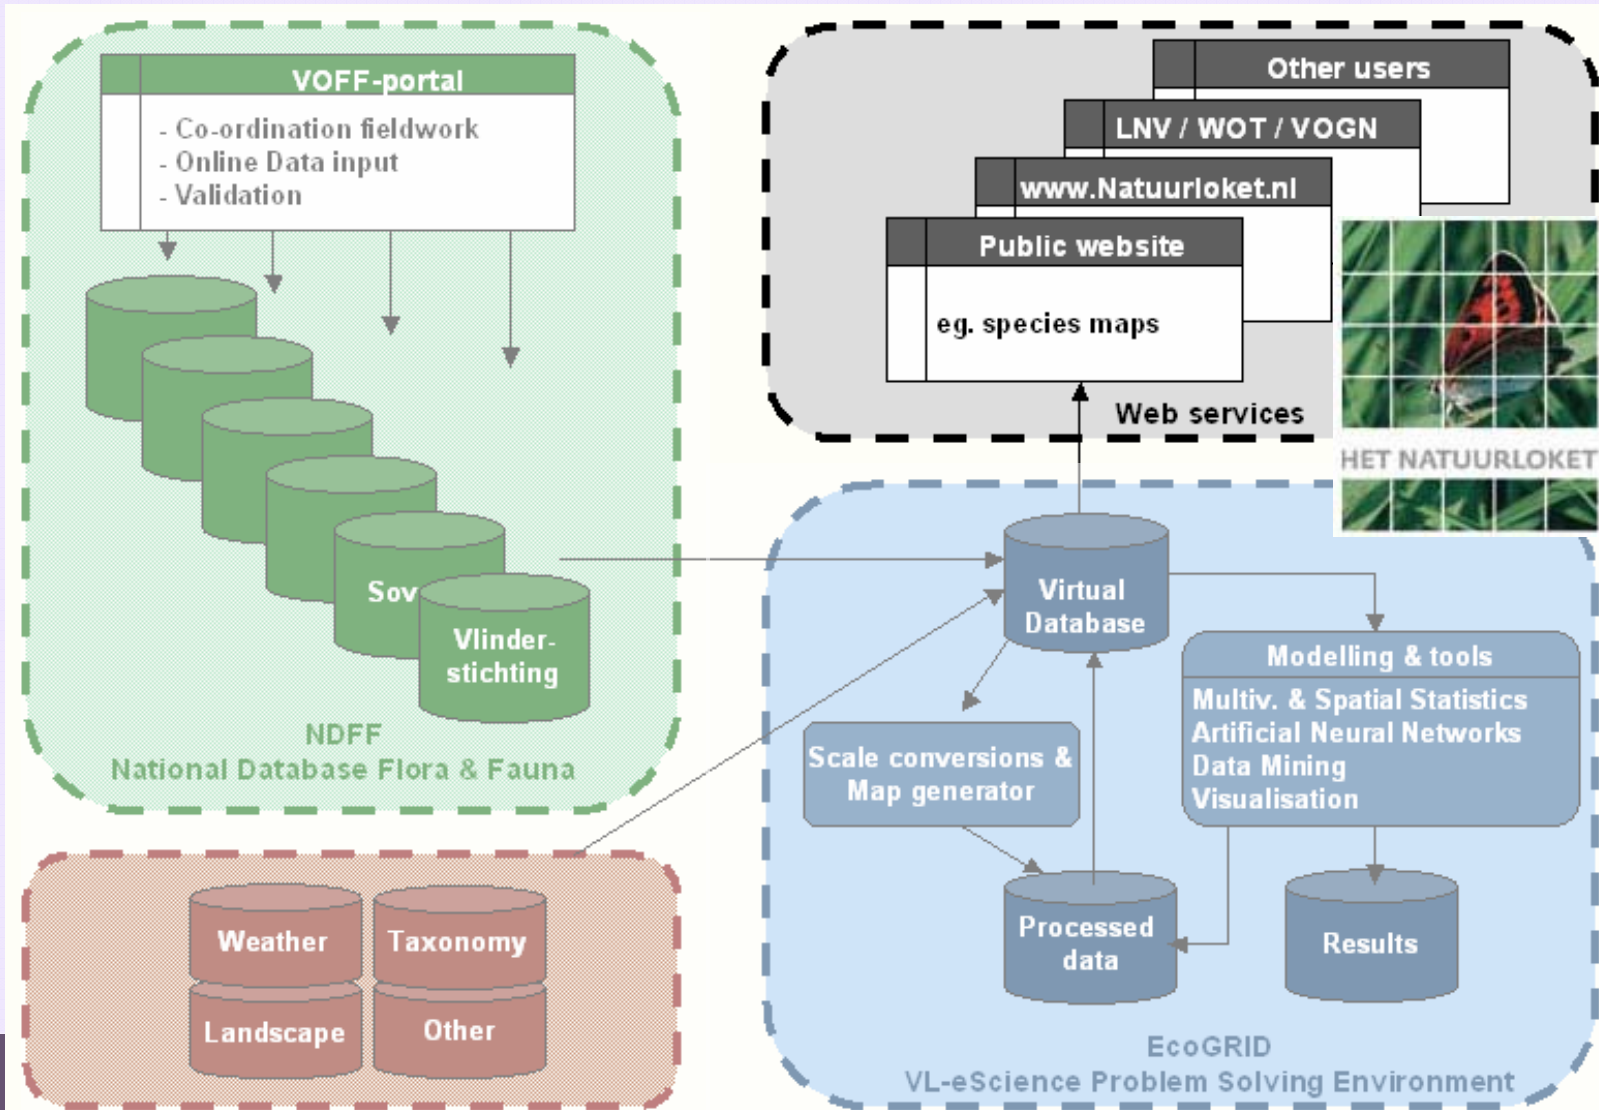 VOFF-portal
- Co-ordination fieldwork
- Online Data input
- Validation
Vlinder-
stichting
NDFF
National Database Flora & Fauna
Weather
Taxonomy
Landscape
Other
Other users
LNV / WOT / VOGN
www.Natuurloket.nl
Public website
eg. species maps
Web services
HET NATUURLOKET
Virtual
Database
Modelling & tools
Multiv. & Spatial Statistics
Artificial Neural Networks
Data Mining
Visualisation
Scale conversions &
Map generator
Processed
data
Results
EcoGRID
VL-eScience Problem Solving Environment